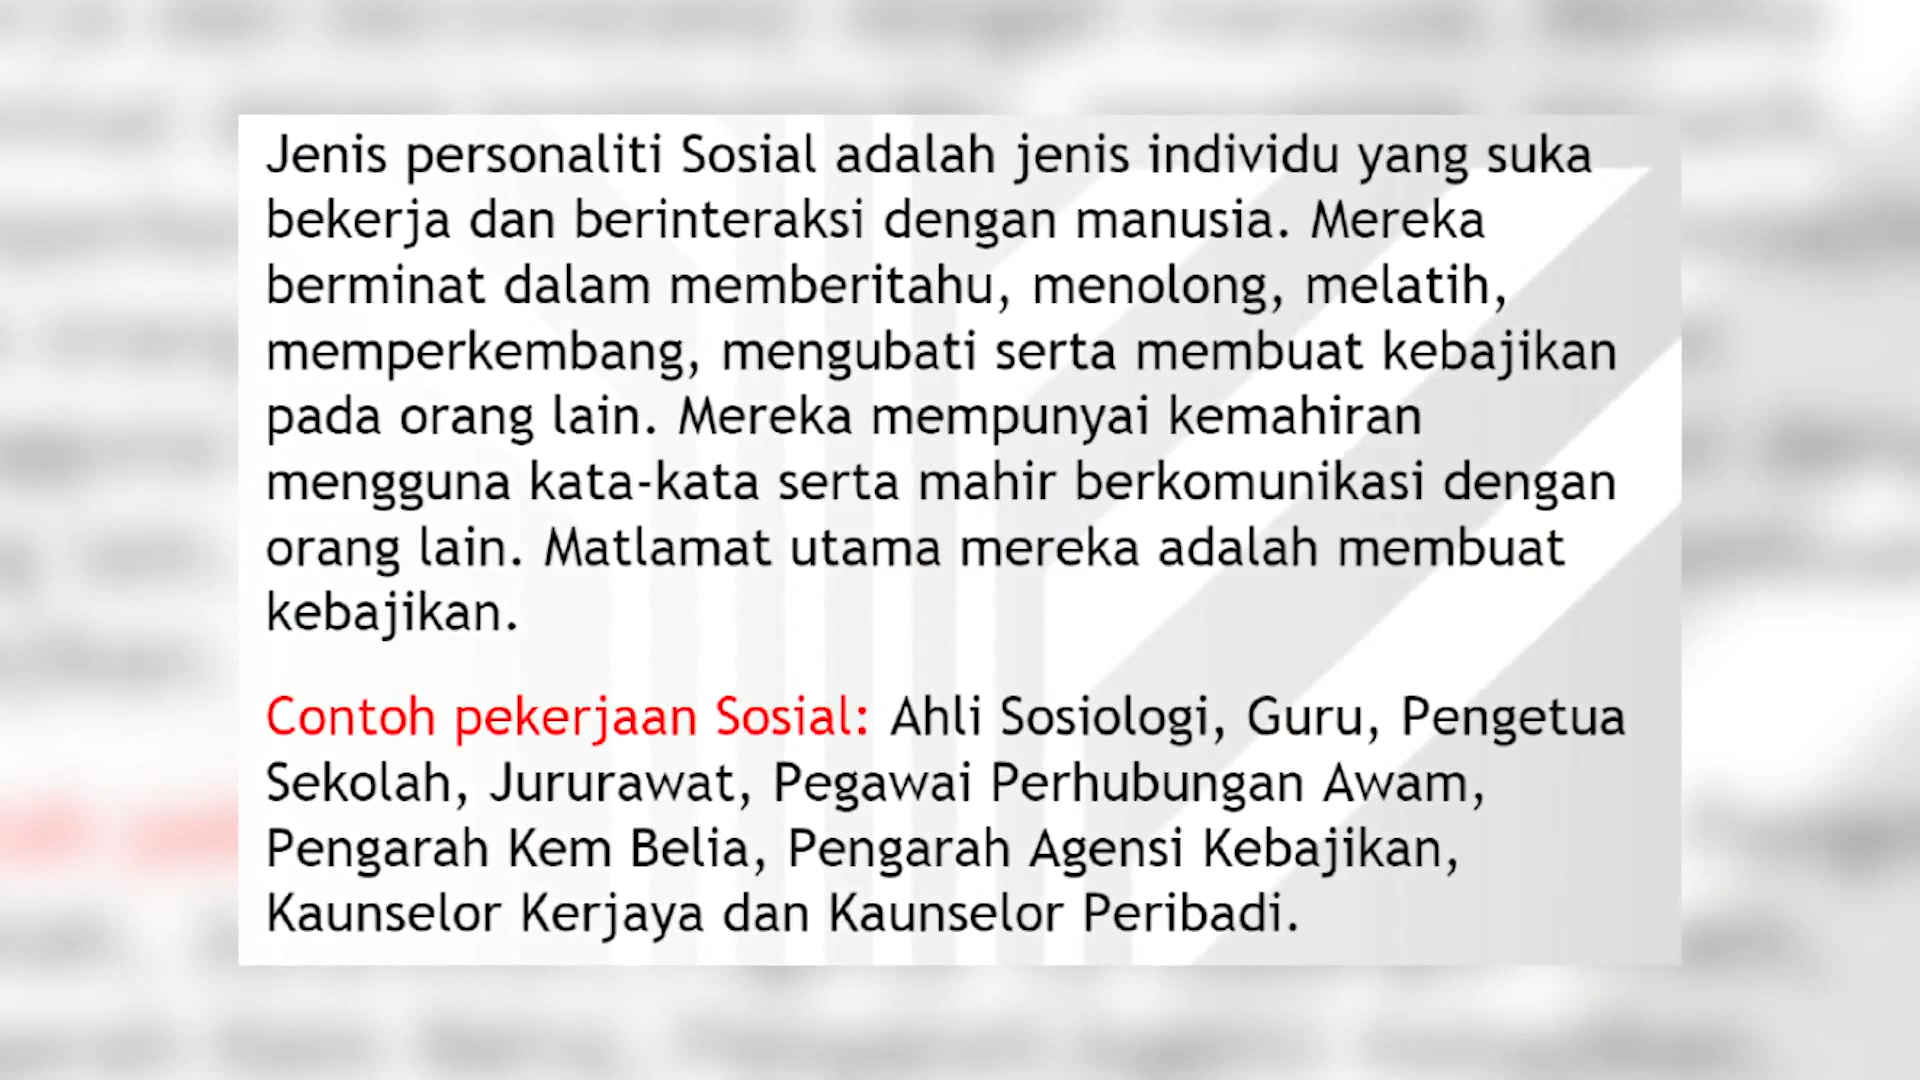 Jenis personaliti Sosial adalah jenis individu yang suka
bekerja dan berinteraksi dengan manusia. Mereka
berminat dalam memberitahu, menolong, melatih,
memperkembang, mengubati serta membuat kebajikan
pada orang lain. Mereka mempunyai kemahiran
mengguna kata-kata serta mahir berkomunikasi dengan
orang lain. Matlamat utama mereka adalah membuat
kebajikan.
Contoh pekerjaan Sosial: Ahli Sosiologi, Guru, Pengetua
Sekolah, Jururawat, Pegawai Perhubungan Awam,
Pengarah Kem Belia, Pengarah Agensi Kebajikan,
Kaunselor Kerjaya dan Kaunselor Peribadi.